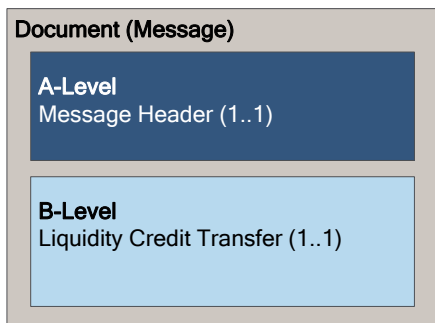 Document (Message)
A-Level
Message Header (1..1)
B-Level
Liquidity Credit Transfer (1..1)